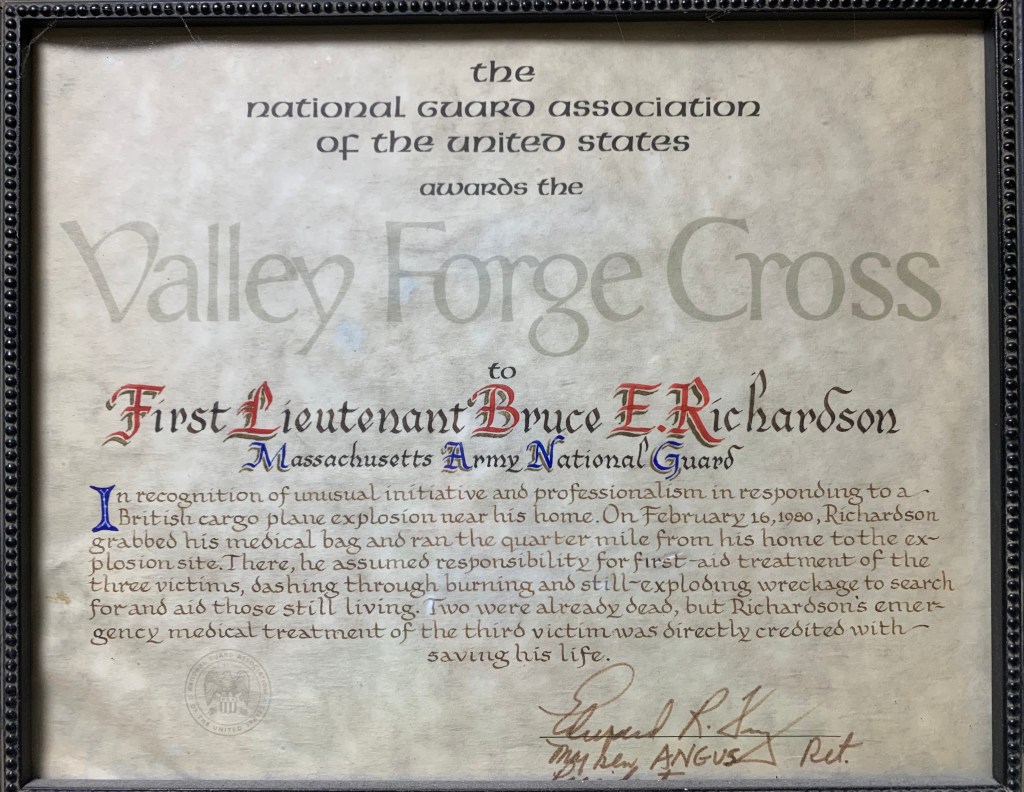 the
national guard association
of the united states
awards the
Valley Forge Cross
to
First Lieutenant Bruce E. Richardson
Massachusetts Army National Guard
In recognition of unusual initiative and professionalism in responding to a
British cargo plane explosion near his home. On February 16, 1980, Richardson
grabbed his medical bag and ran the quarter mile from his home to the ex-
plosion site. There, he assumed responsibility for first-aid treatment of the
three victims, dashing through burning and still-exploding wreckage to search
for and aid those still living. Two were already dead, but Richardson's emer-
gency medical treatment of the third victim was directly credited with
saving his life.
Edward R.
ANGUS Ret.